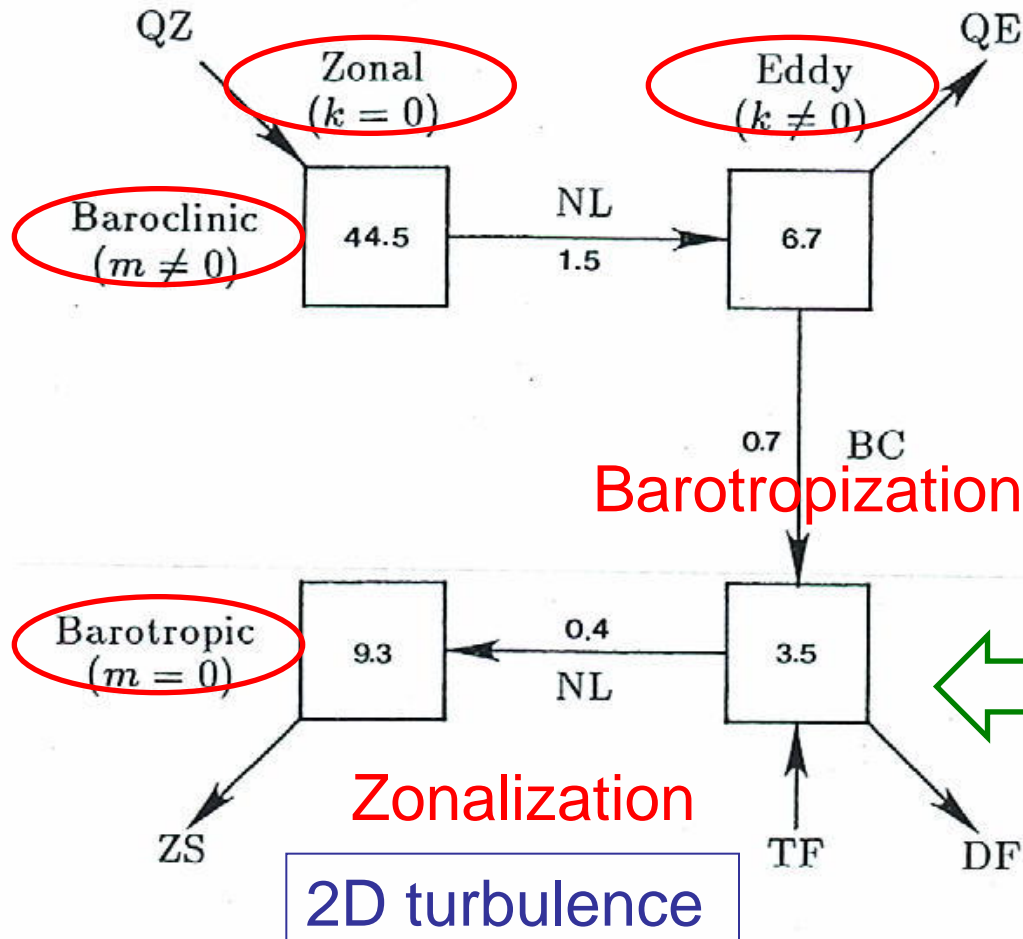 QZ
QE
Zonal
(k = 0)
Eddy
(k ≠ 0)
Baroclinic
(m ≠ 0)
44.5
NL
1.5
6.7
0.7
BC
Barotropization
Barotropic
(m = 0)
9.3
0.4
NL
3.5
Zonalization
ZS
TF
DF
2D turbulence